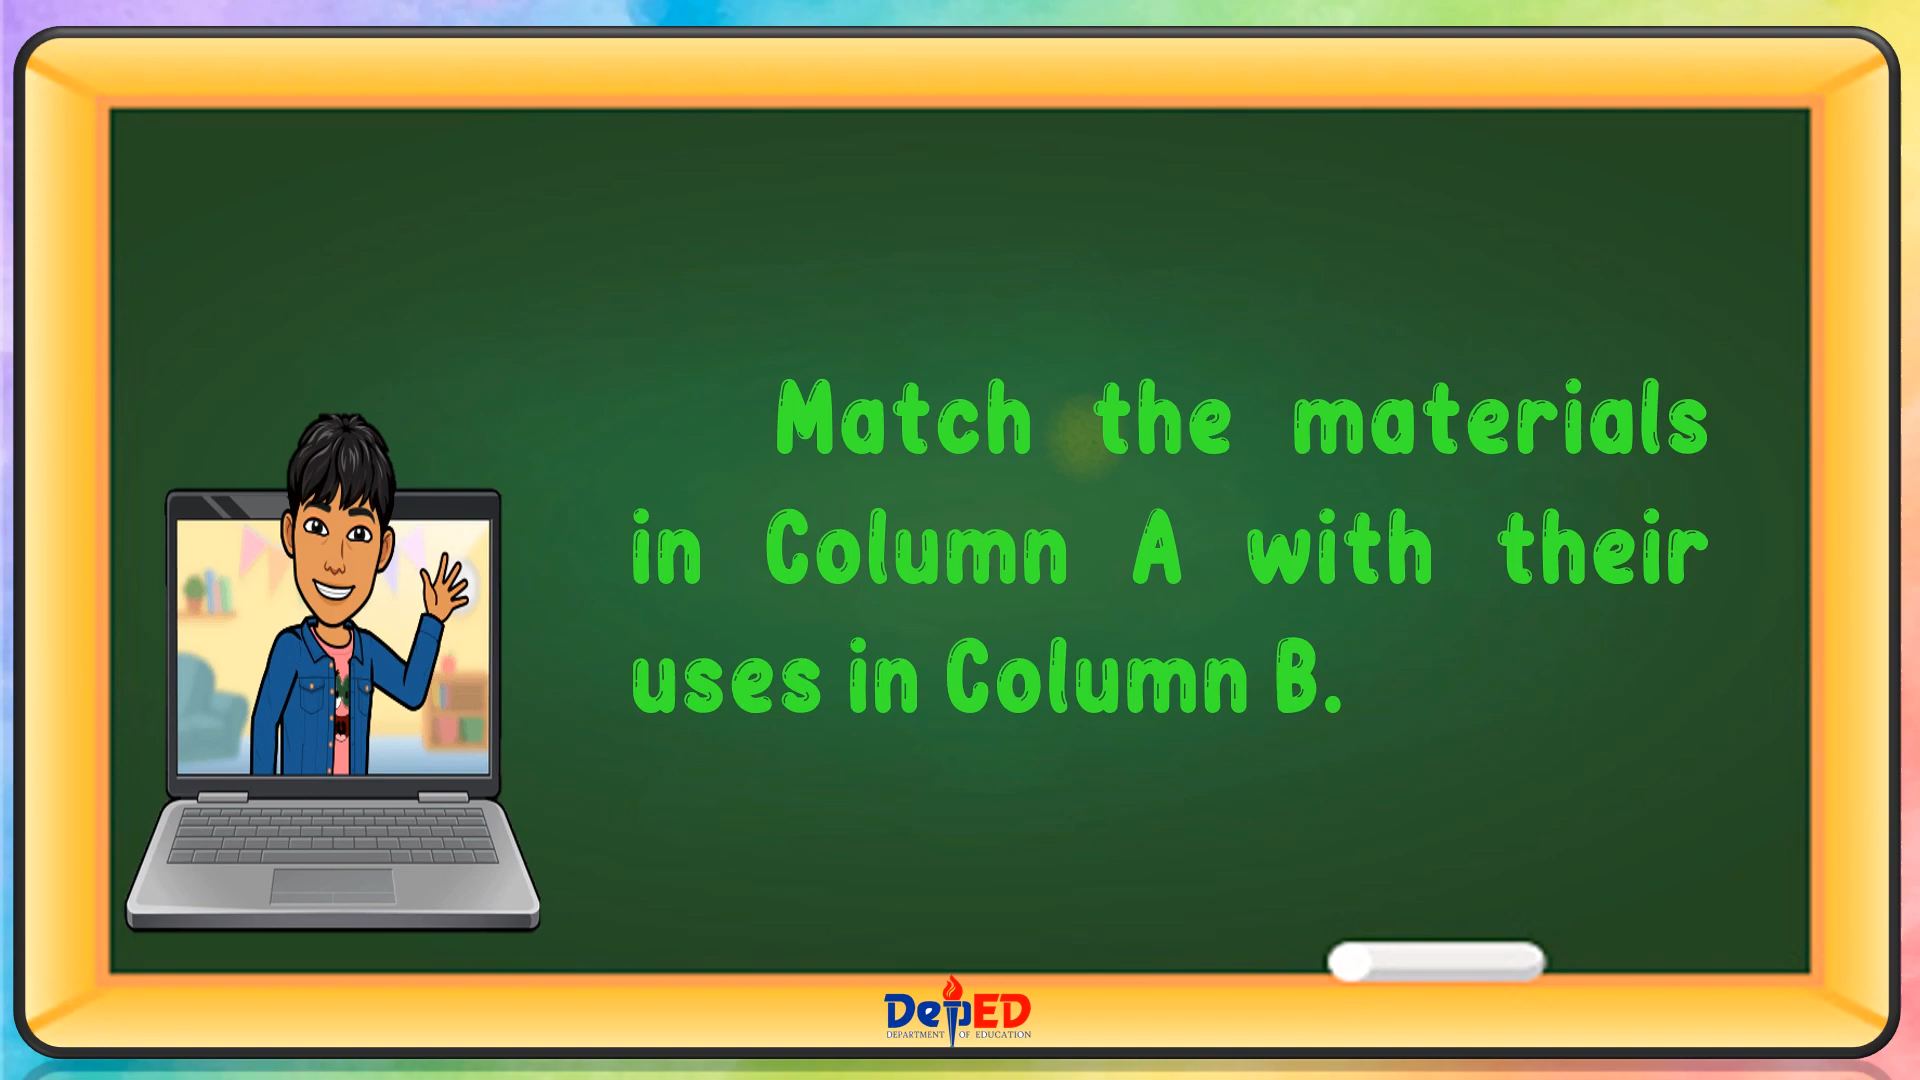 Match the materials
in Column A with their
uses in Column B.
DepED
DEPARTMENT OF EDUCATION